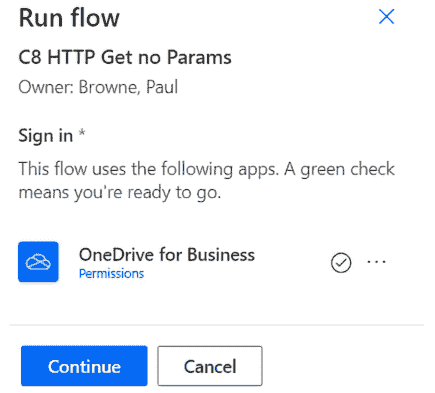 Run flow
C8 HTTP Get no Params
Owner: Browne, Paul
Sign in *
This flow uses the following apps. A green check
means you're ready to go.
OneDrive for Business
Permissions
Continue
Cancel